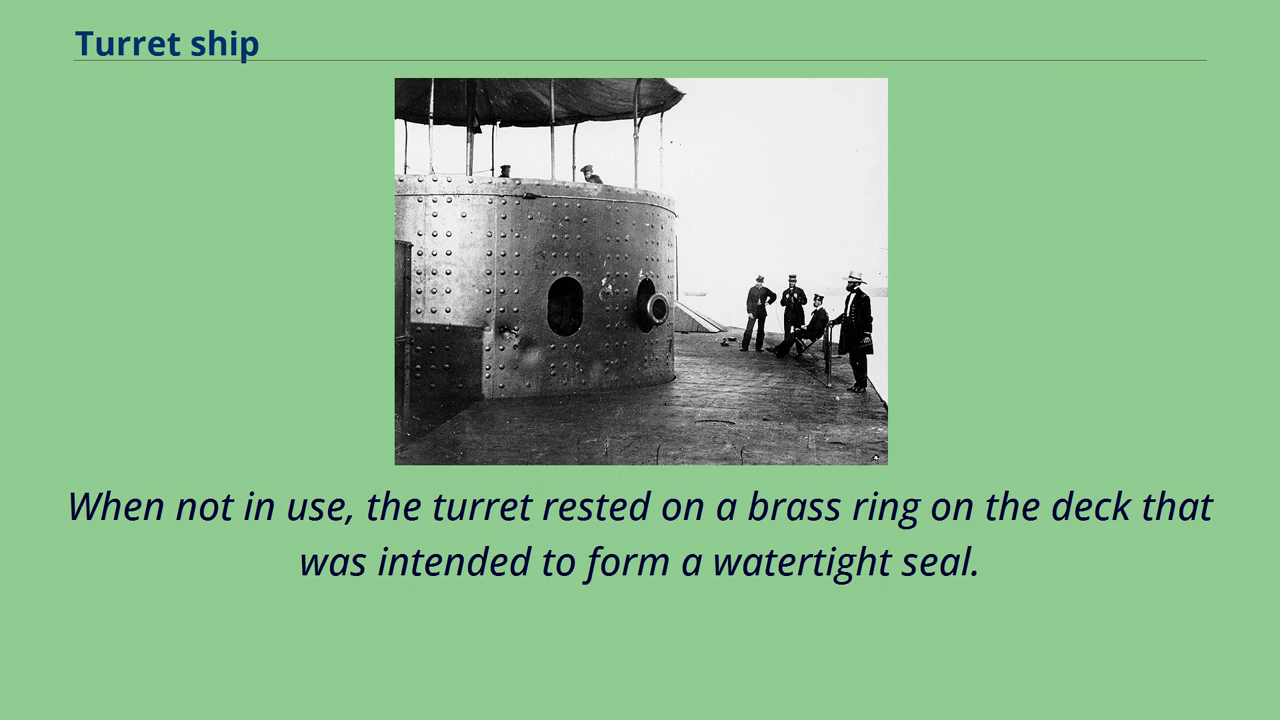 Turret ship
When not in use, the turret rested on a brass ring on the deck that
was intended to form a watertight seal.